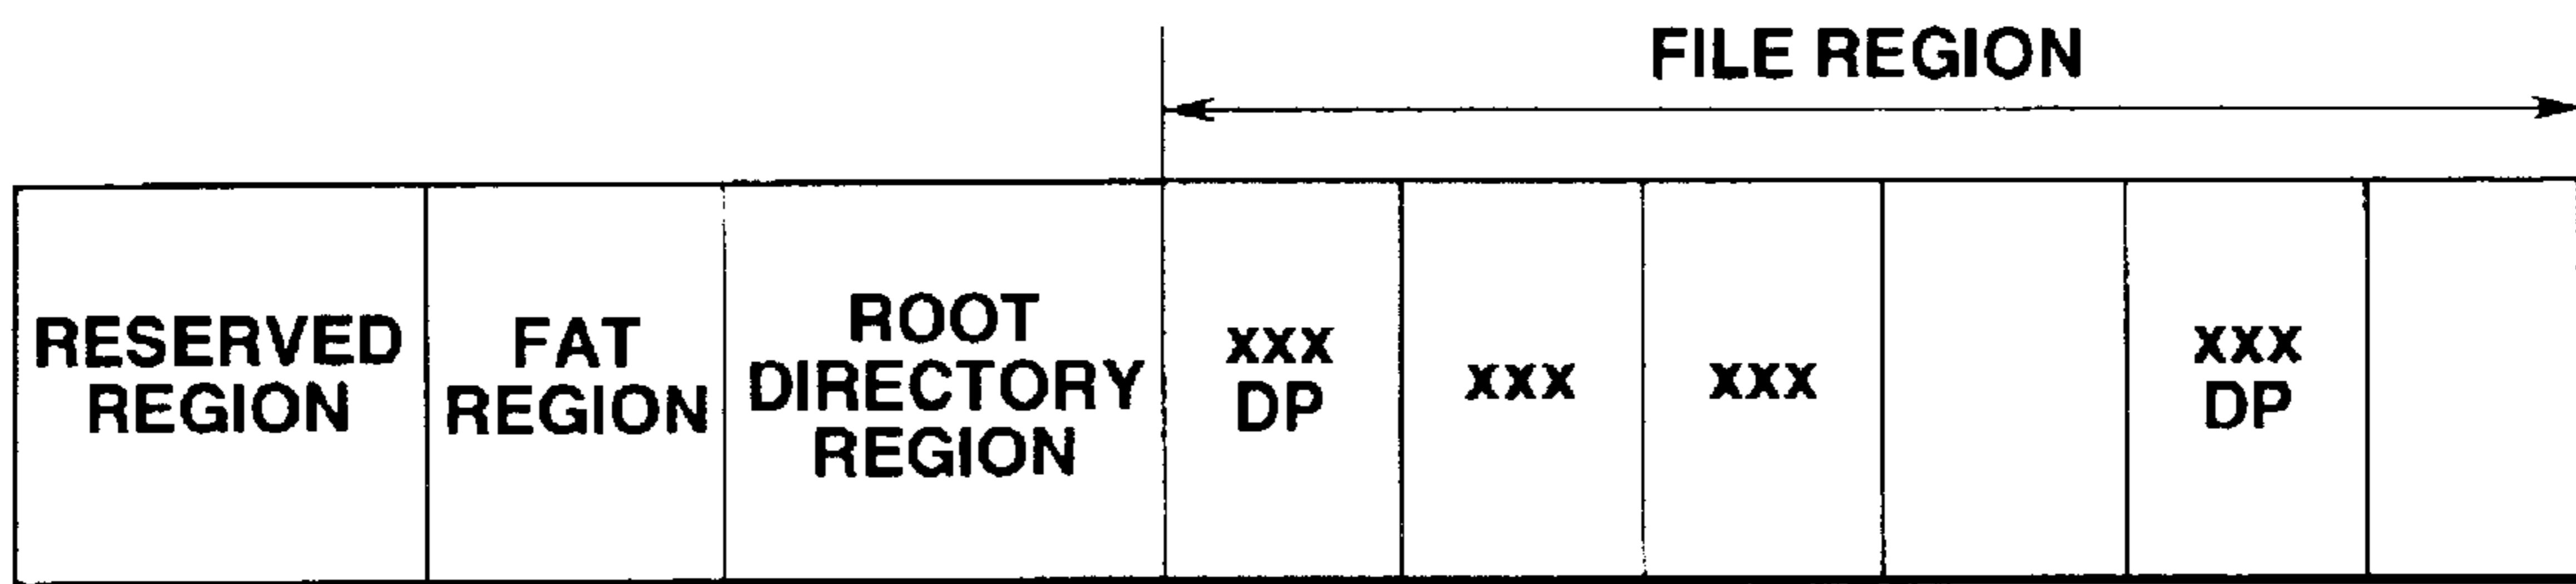 FILE REGION
RESERVED
REGION
FAT
REGION
ROOT
DIRECTORY
REGION
xxx
DP
xxx
xxx
xxx
DP